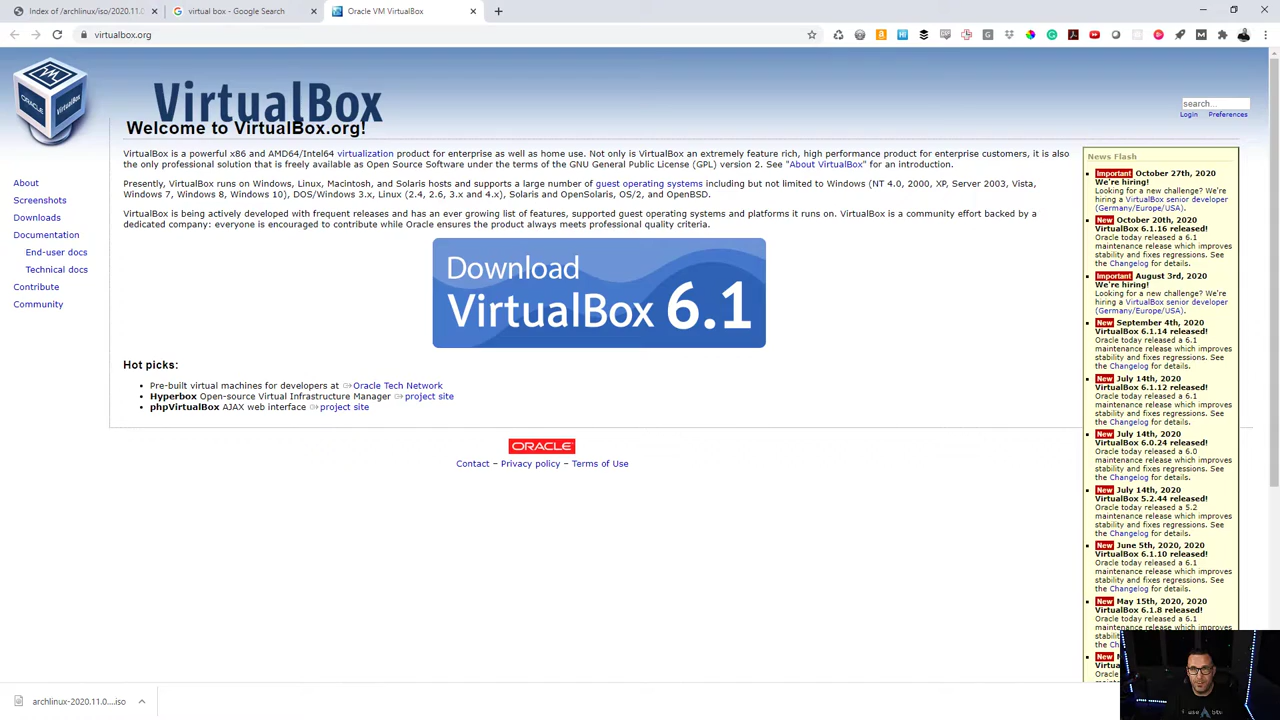 Index of /archlinux/iso/2020.11.0
virtual box - Google Search
Oracle VM VirtualBox
virtualbox.org
ORACLE
VirtualBox
VirtualBox
search...
Login Preferences
Welcome to VirtualBox.org!
VirtualBox is a powerful x86 and AMD64/Intel64 virtualization product for enterprise as well as home use. Not only is VirtualBox an extremely feature rich, high performance product for enterprise customers, it is also
the only professional solution that is freely available as Open Source Software under the terms of the GNU General Public License (GPL) version 2. See "About VirtualBox" for an introduction.
Presently, VirtualBox runs on Windows, Linux, Macintosh, and Solaris hosts and supports a large number of guest operating systems including but not limited to Windows (NT 4.0, 2000, XP, Server 2003, Vista,
Windows 7, Windows 8, Windows 10), DOS/Windows 3.x, Linux (2.4, 2.6, 3.x and 4.x), Solaris and OpenSolaris, OS/2, and OpenBSD.
VirtualBox is being actively developed with frequent releases and has an ever growing list of features, supported guest operating systems and platforms it runs on. VirtualBox is a community effort backed by a
dedicated company: everyone is encouraged to contribute while Oracle ensures the product always meets professional quality criteria.
About
Screenshots
Downloads
Documentation
End-user docs
Technical docs
Contribute
Community
Download
VirtualBox 6.1
Hot picks:
Pre-built virtual machines for developers at Oracle Tech Network
Hyperbox Open-source Virtual Infrastructure Manager project site
phpVirtualBox AJAX web interface project site
ORACLE
Contact – Privacy policy – Terms of Use
News Flash
Important October 27th, 2020
We're hiring!
Looking for a new challenge? We're
hiring a VirtualBox senior developer
(Germany/Europe/USA).
New October 20th, 2020
VirtualBox 6.1.16 released!
Oracle today released a 6.1
maintenance release which improves
stability and fixes regressions. See
the Changelog for details.
Important August 3rd, 2020
We're hiring!
Looking for a new challenge? We're
hiring a VirtualBox senior developer
(Germany/Europe/USA).
New September 4th, 2020
VirtualBox 6.1.14 released!
Oracle today released a 6.1
maintenance release which improves
stability and fixes regressions. See
the Changelog for details.
New July 14th, 2020
VirtualBox 6.1.12 released!
Oracle today released a 6.1
maintenance release which improves
stability and fixes regressions. See
the Changelog for details.
New July 14th, 2020
VirtualBox 6.0.24 released!
Oracle today released a 6.0
maintenance release which improves
stability and fixes regressions. See
the Changelog for details.
New July 14th, 2020
VirtualBox 5.2.44 released!
Oracle today released a 5.2
maintenance release which improves
stability and fixes regressions. See
the Changelog for details.
New June 5th, 2020, 2020
VirtualBox 6.1.10 released!
Oracle today released a 6.1
maintenance release which improves
stability and fixes regressions. See
the Changelog for details.
New May 15th, 2020, 2020
VirtualBox 6.1.8 released!
Oracle today released a 6.1
maintenance release which improves
the
New
archlinux-2020.11.0....iso
I use btw